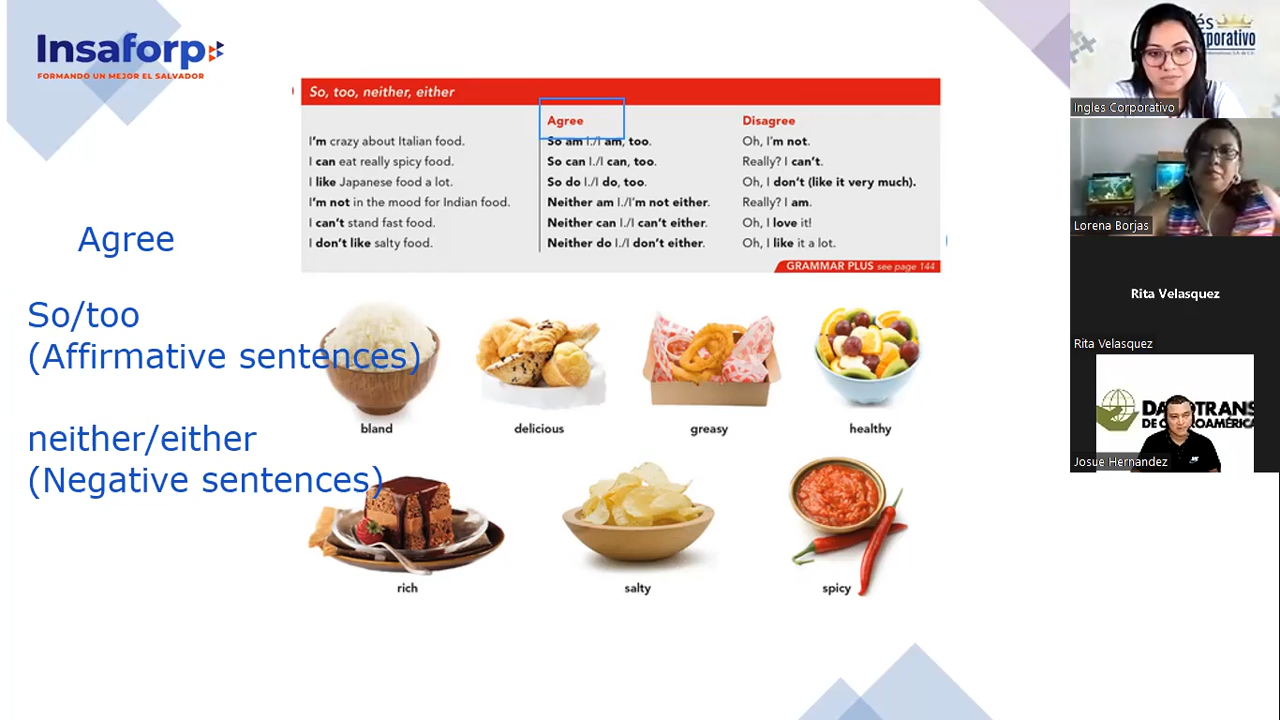 Insaforp
FORMANDO UN MEJOR EL SALVADOR
So, too, neither, either
Agree Disagree
I'm crazy about Italian food. So am I./I am, too. Oh, I'm not.
I can eat really spicy food. So can I./I can, too. Really? I can't.
I like Japanese food a lot. So do I./I do, too. Oh, I don't (like it very much).
I'm not in the mood for Indian food. Neither am I./I'm not either. Really? I am.
I can't stand fast food. Neither can I./I can't either. Oh, I love it!
I don't like salty food. Neither do I./I don't either. Oh, I like it a lot.
GRAMMAR PLUS see page 144
Agree
So/too
(Affirmative sentences)
neither/either
(Negative sentences)
bland delicious greasy healthy
rich salty spicy
Ingles Corporativo
Lorena Borjas
Rita Velasquez
Rita Velasquez
Josue Hernandez